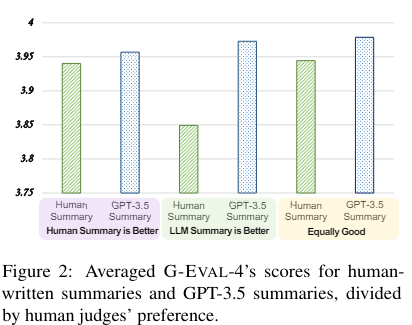 4
3.95
3.9
3.85
3.8
3.75
Human GPT-3.5 Human GPT-3.5 Human GPT-3.5
Summary Summary Summary Summary Summary Summary
Human Summary is Better LLM Summary is Better Equally Good
Figure 2: Averaged G-EVAL-4's scores for human-
written summaries and GPT-3.5 summaries, divided
by human judges' preference.